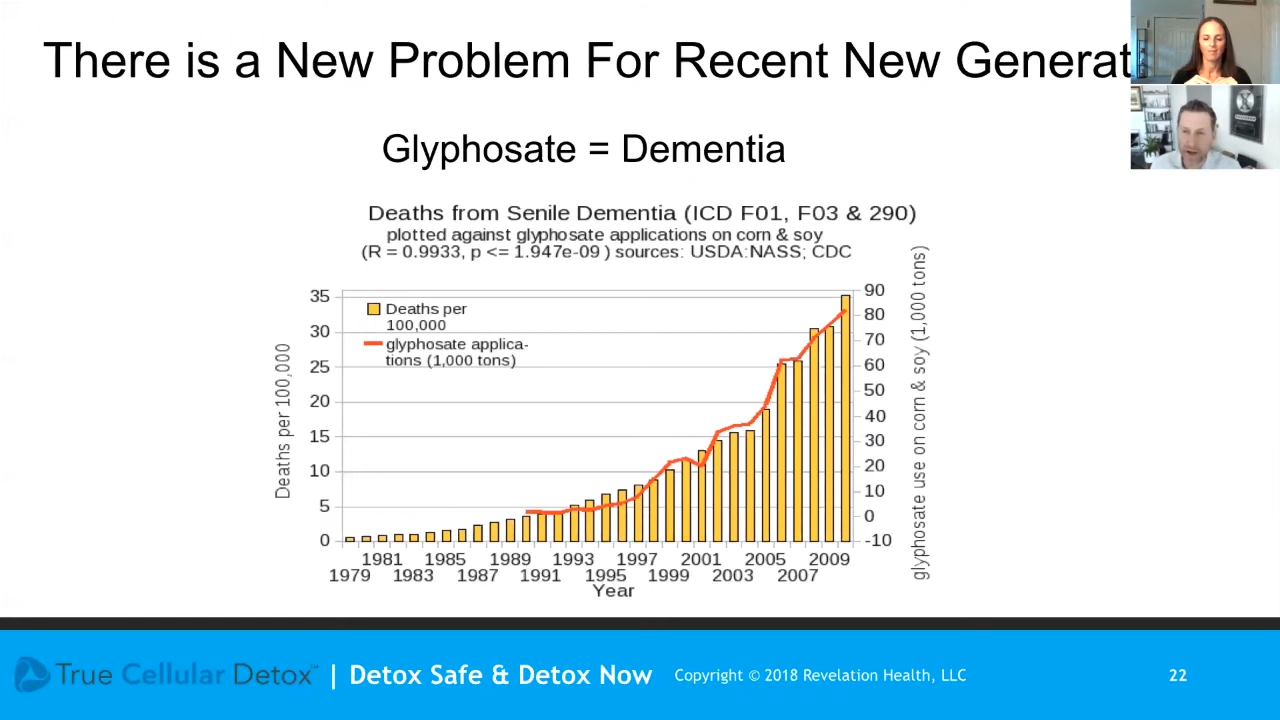 There is a New Problem For Recent New Generat
Glyphosate = Dementia
Deaths from Senile Dementia (ICD F01, F03 & 290)
plotted against glyphosate applications on corn & soy
(R = 0.9933, p <= 1.947e-09 ) sources: USDA:NASS; CDC
Deaths per 100,000
35
30
25
20
15
10
5
0
Deaths per
100,000
glyphosate applica-
tions (1,000 tons)
90
80
70
60
50
40
30
20
10
0
-10
glyphosate use on corn & soy (1,000 tons)
1981 1985 1989 1993 1997 2001 2005 2009
1979 1983 1987 1991 1995 1999 2003 2007
Year
True Cellular Detox™ | Detox Safe & Detox Now Copyright © 2018 Revelation Health, LLC 22